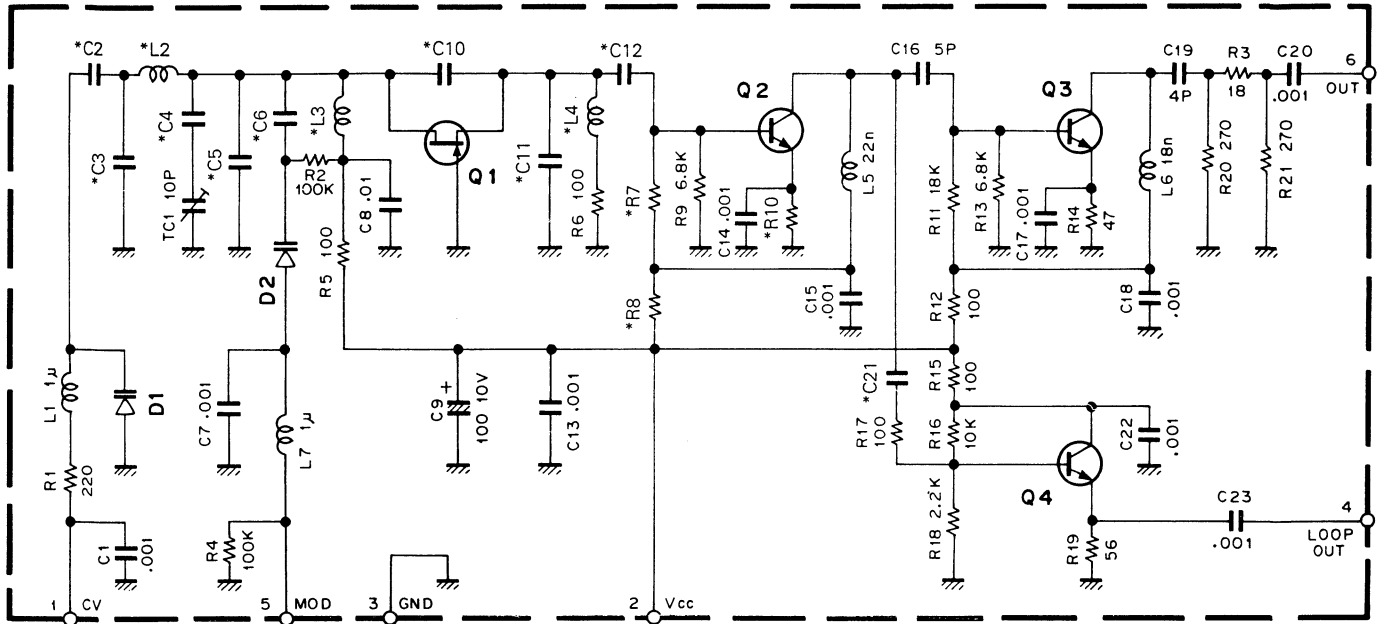 *C2
*L2
*C10
*C12
C16 5P
C19
4P
R3
18
C20
.001
6
OUT
*C3
*C4
TC1 10P
*C5
*C6
*L3
R2
100K
C8 .01
Q1
*C11
*L4
R6 100
*R7
R9 6.8K
Q2
C14 .001
*R10
L5 22n
R11 18K
R13 6.8K
Q3
C17 .001
R14
47
L6 18n
R20 270
R21 270
D2
R5 100
*R8
C15
.001
R12
100
C18
.001
L1 1μ
D1
C7 .001
L7 1μ
C9 +
100 10V
C13 .001
*C21
R17
100
R15
100
R16
10K
C22
.001
R1
220
C1
.001
R4
100K
R18 2.2K
Q4
R19
56
C23
.001
4
LOOP
OUT
1
CV
5
MOD
3
GND
2
Vcc